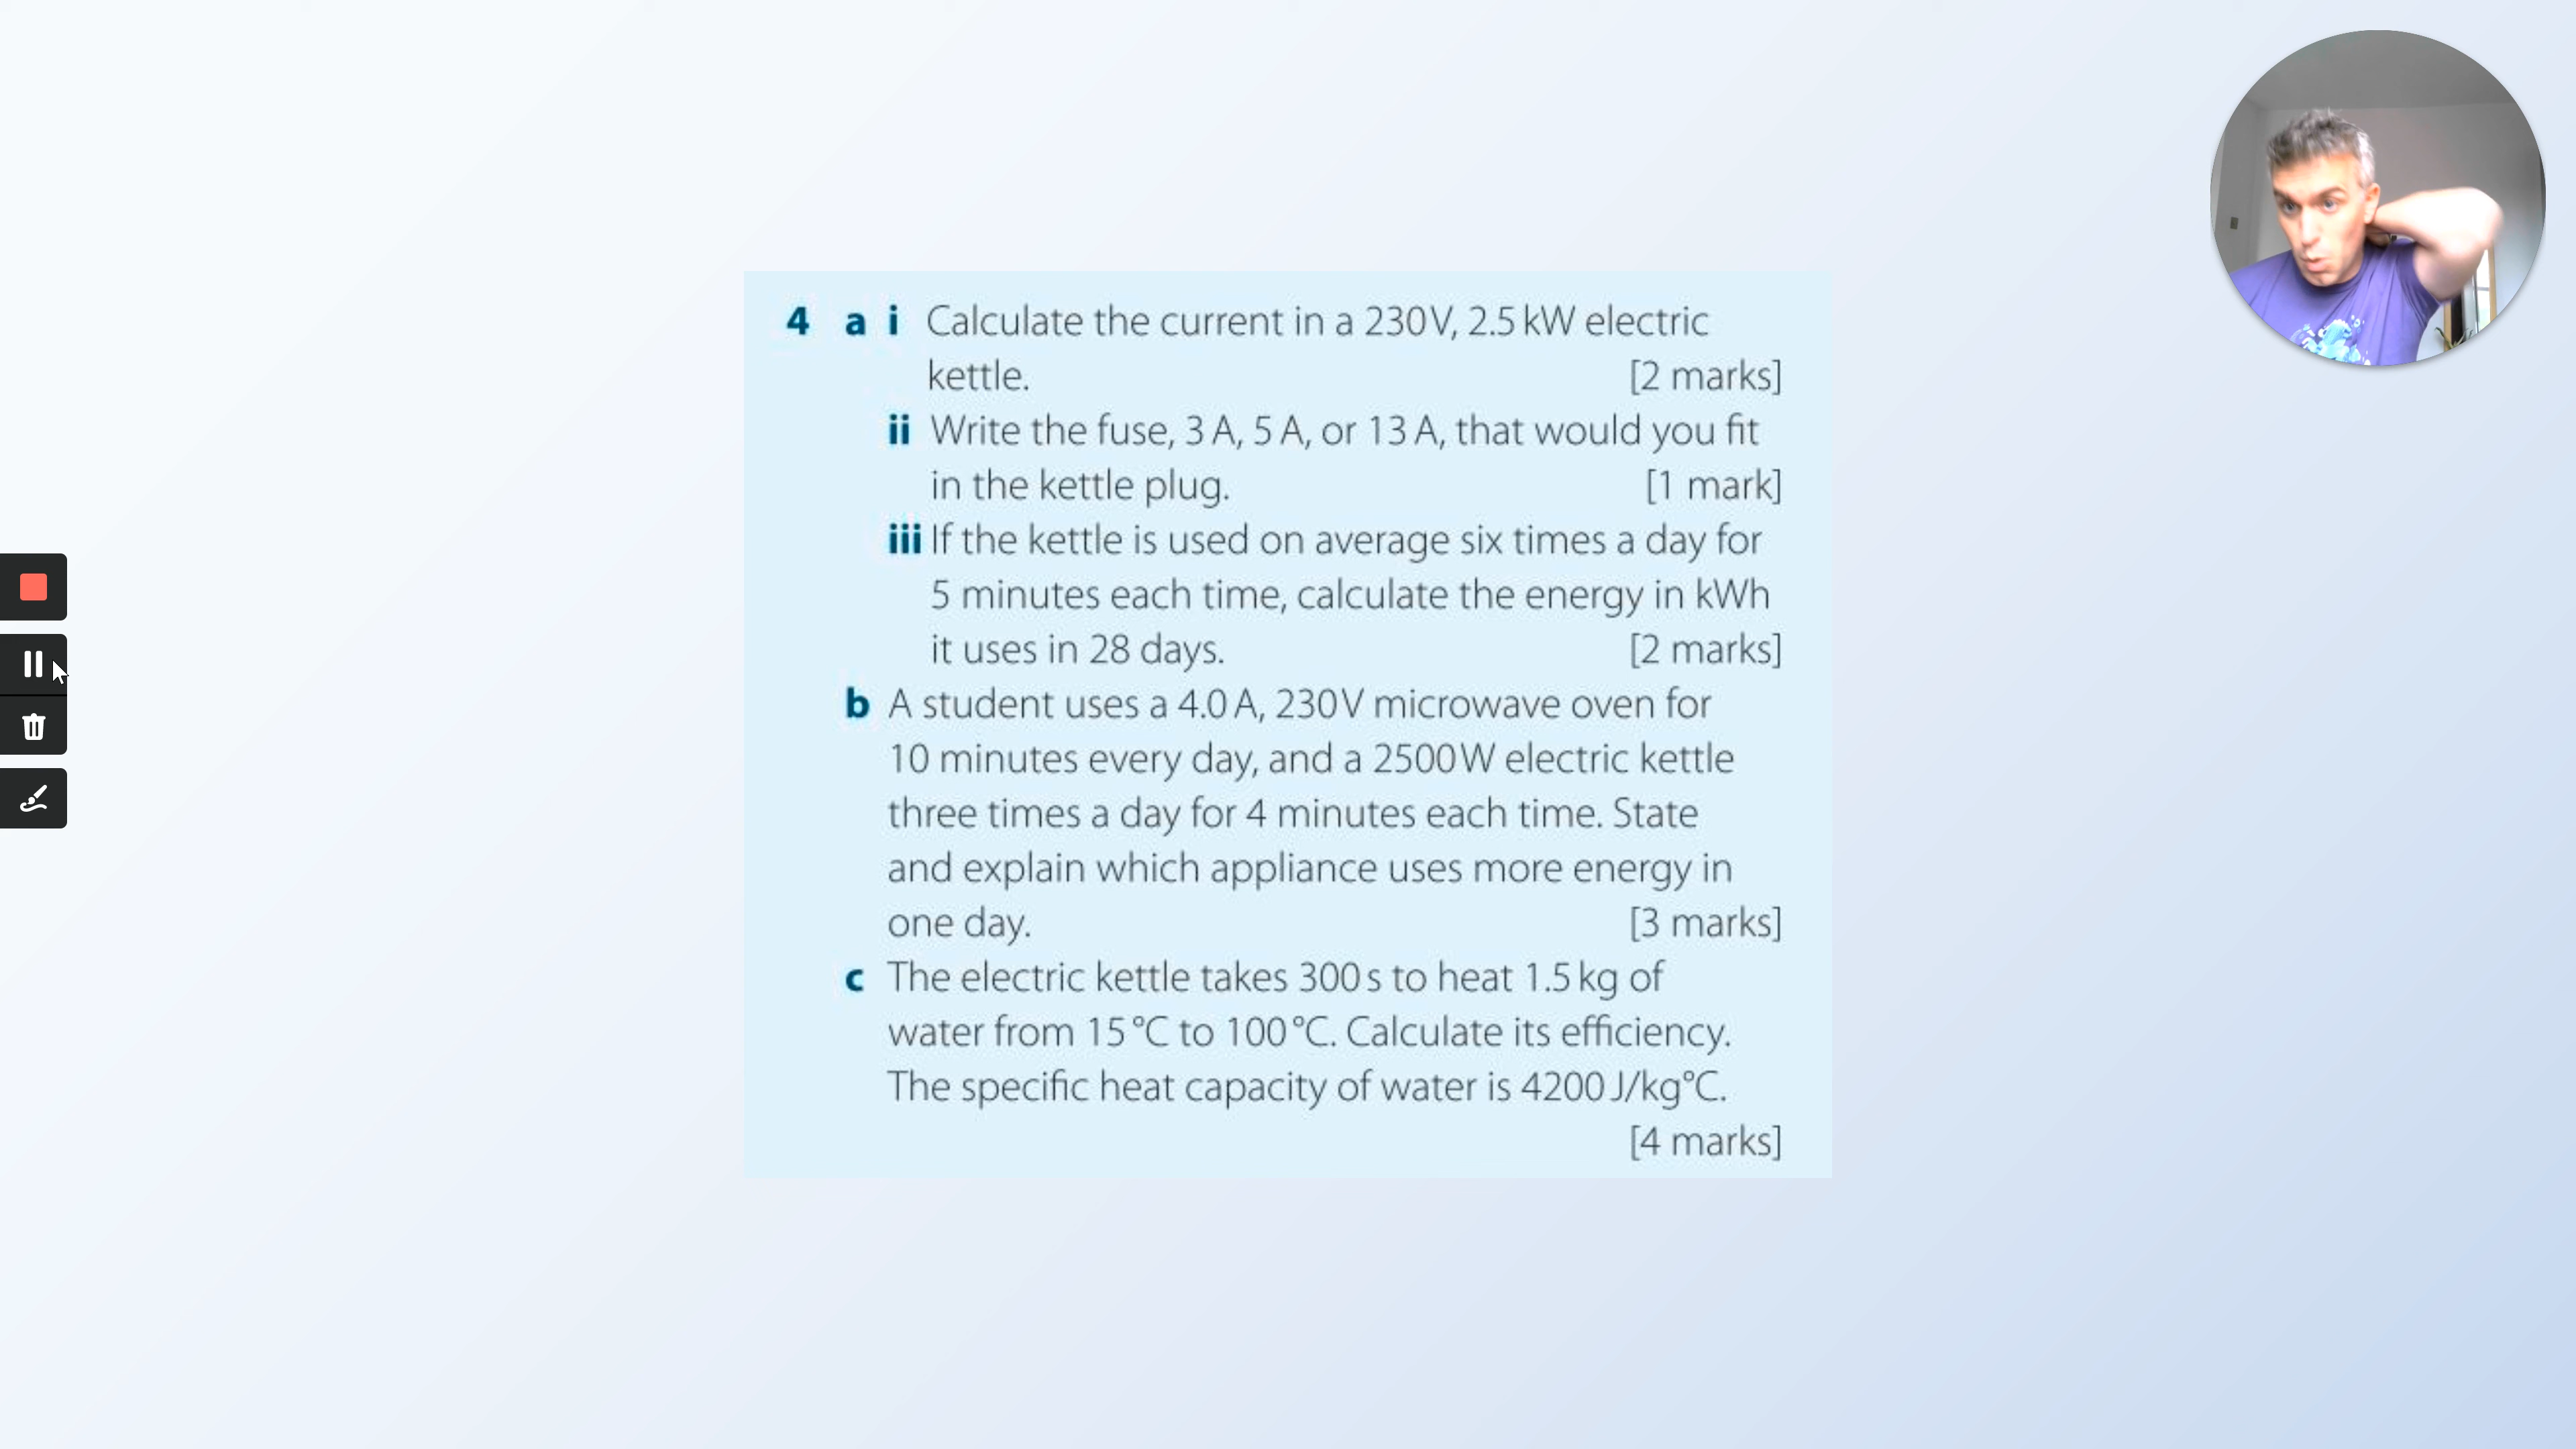 4 a i Calculate the current in a 230 V, 2.5 kW electric
kettle. [2 marks]
ii Write the fuse, 3 A, 5 A, or 13 A, that would you fit
in the kettle plug. [1 mark]
iii If the kettle is used on average six times a day for
5 minutes each time, calculate the energy in kWh
it uses in 28 days. [2 marks]
b A student uses a 4.0 A, 230 V microwave oven for
10 minutes every day, and a 2500 W electric kettle
three times a day for 4 minutes each time. State
and explain which appliance uses more energy in
one day. [3 marks]
c The electric kettle takes 300 s to heat 1.5 kg of
water from 15 °C to 100 °C. Calculate its efficiency.
The specific heat capacity of water is 4200 J/kg°C.
[4 marks]